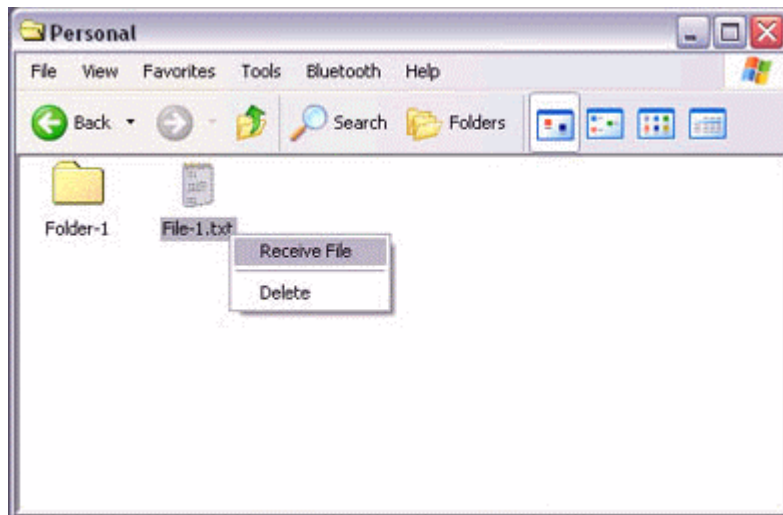 Personal
File View Favorites Tools Bluetooth Help
Back Search Folders
Folder-1 File-1.txt
Receive File
Delete